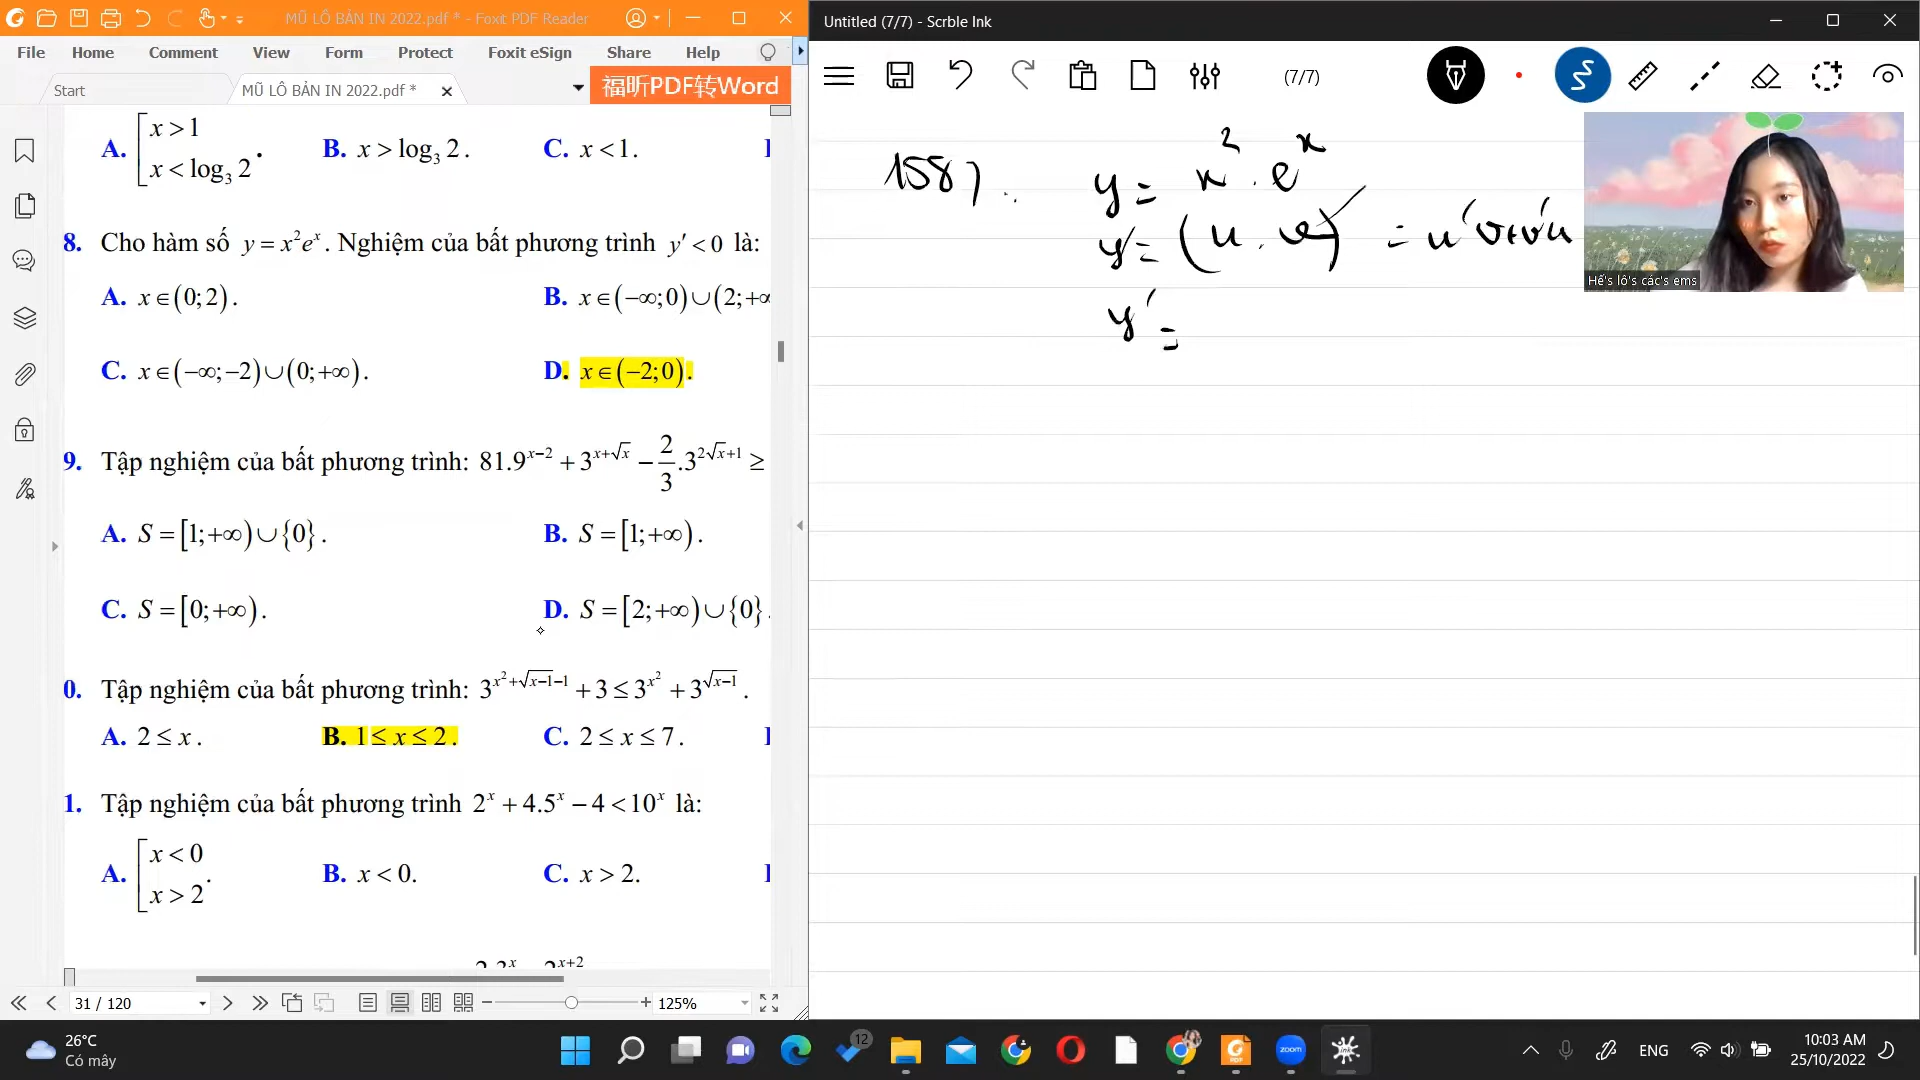 MŨ LÔ BẢN IN 2022.pdf * - Foxit PDF Reader
File Home Comment View Form Protect Foxit eSign Share Help
Start
MŨ LÔ BẢN IN 2022.pdf *
福昕PDF转Word
A. [x > 1
x < log₃ 2 .
B. x > log₃ 2 .
C. x < 1.
8. Cho hàm số y = x²eˣ. Nghiệm của bất phương trình y′ < 0 là:
A. x ∈ (0; 2).
B. x ∈ (−∞;0) ∪ (2; +∞
C. x ∈ (−∞; −2) ∪ (0; +∞).
D. x ∈ (−2;0).
9. Tập nghiệm của bất phương trình: 81.9^{x−2} + 3^{x+√x} − 2/3.3^{2√x+1} ≥
A. S = [1; +∞) ∪ {0}.
B. S = [1; +∞).
C. S = [0; +∞).
D. S = [2; +∞) ∪ {0}.
0. Tập nghiệm của bất phương trình: 3^{x²+√(x−1)−1} + 3 ≤ 3^{x²} + 3^{√(x−1)} .
A. 2 ≤ x .
B. 1 ≤ x ≤ 2 .
C. 2 ≤ x ≤ 7 .
1. Tập nghiệm của bất phương trình 2ˣ + 4.5ˣ − 4 < 10ˣ là:
A. [x < 0
x > 2 .
B. x < 0.
C. x > 2.
31 / 120
125%
Untitled (7/7) - Scrble Ink
(7/7)
158) y = x² . eˣ
y′ = (u . v)′ = u′v+v′u
y′ =
Hế's lô's các's ems
26°C
Có mây
12
zoom
ENG
10:03 AM
25/10/2022